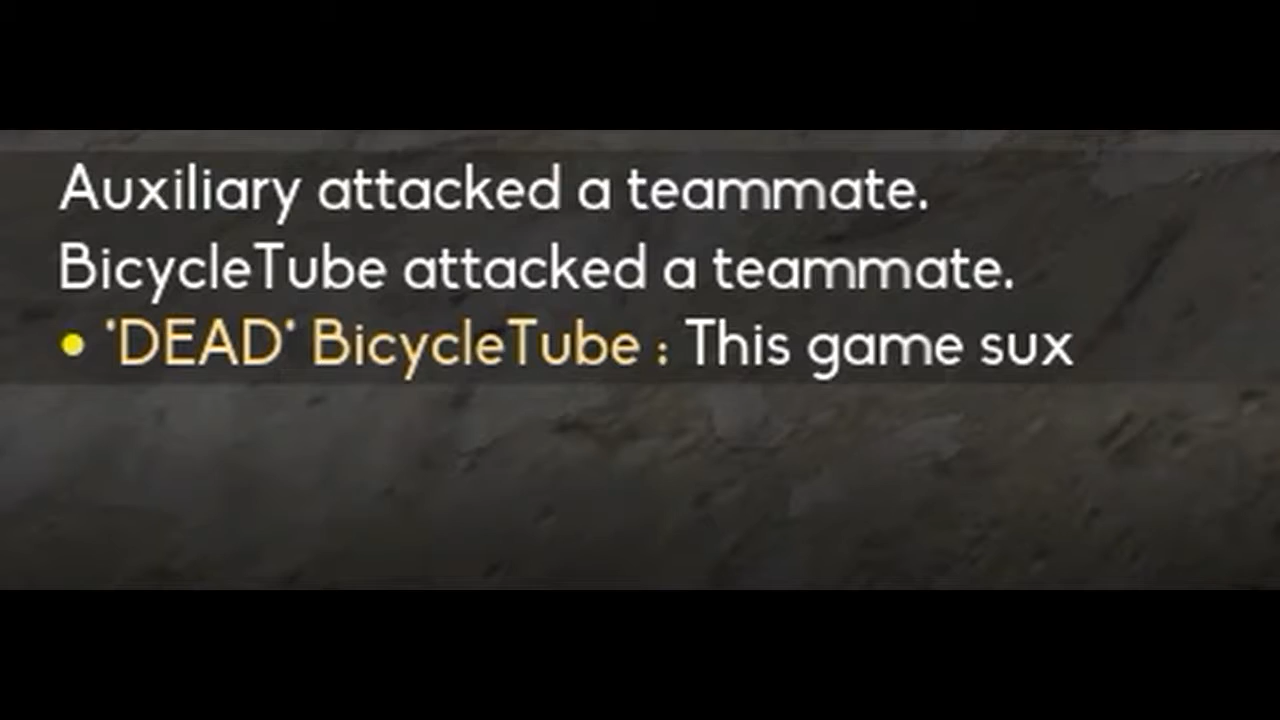 Auxiliary attacked a teammate.
BicycleTube attacked a teammate.
• *DEAD* BicycleTube : This game sux